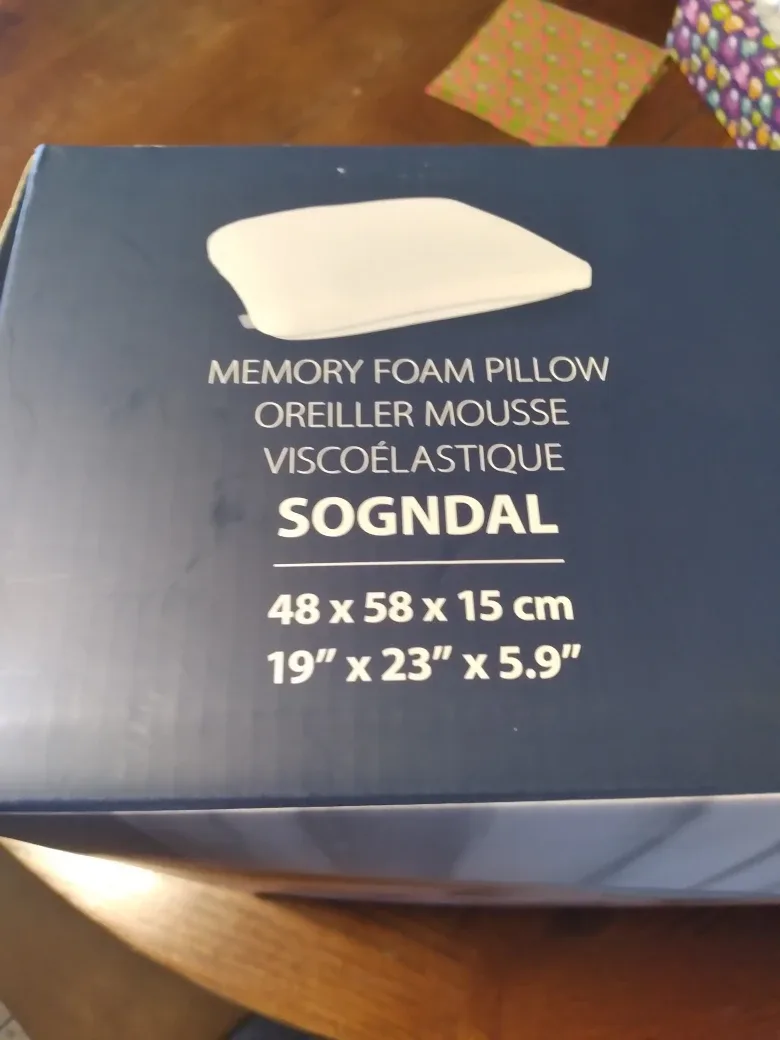 MEMORY FOAM PILLOW
OREILLER MOUSSE
VISCOÉLASTIQUE
SOGNDAL
48 x 58 x 15 cm
19” x 23” x 5.9”